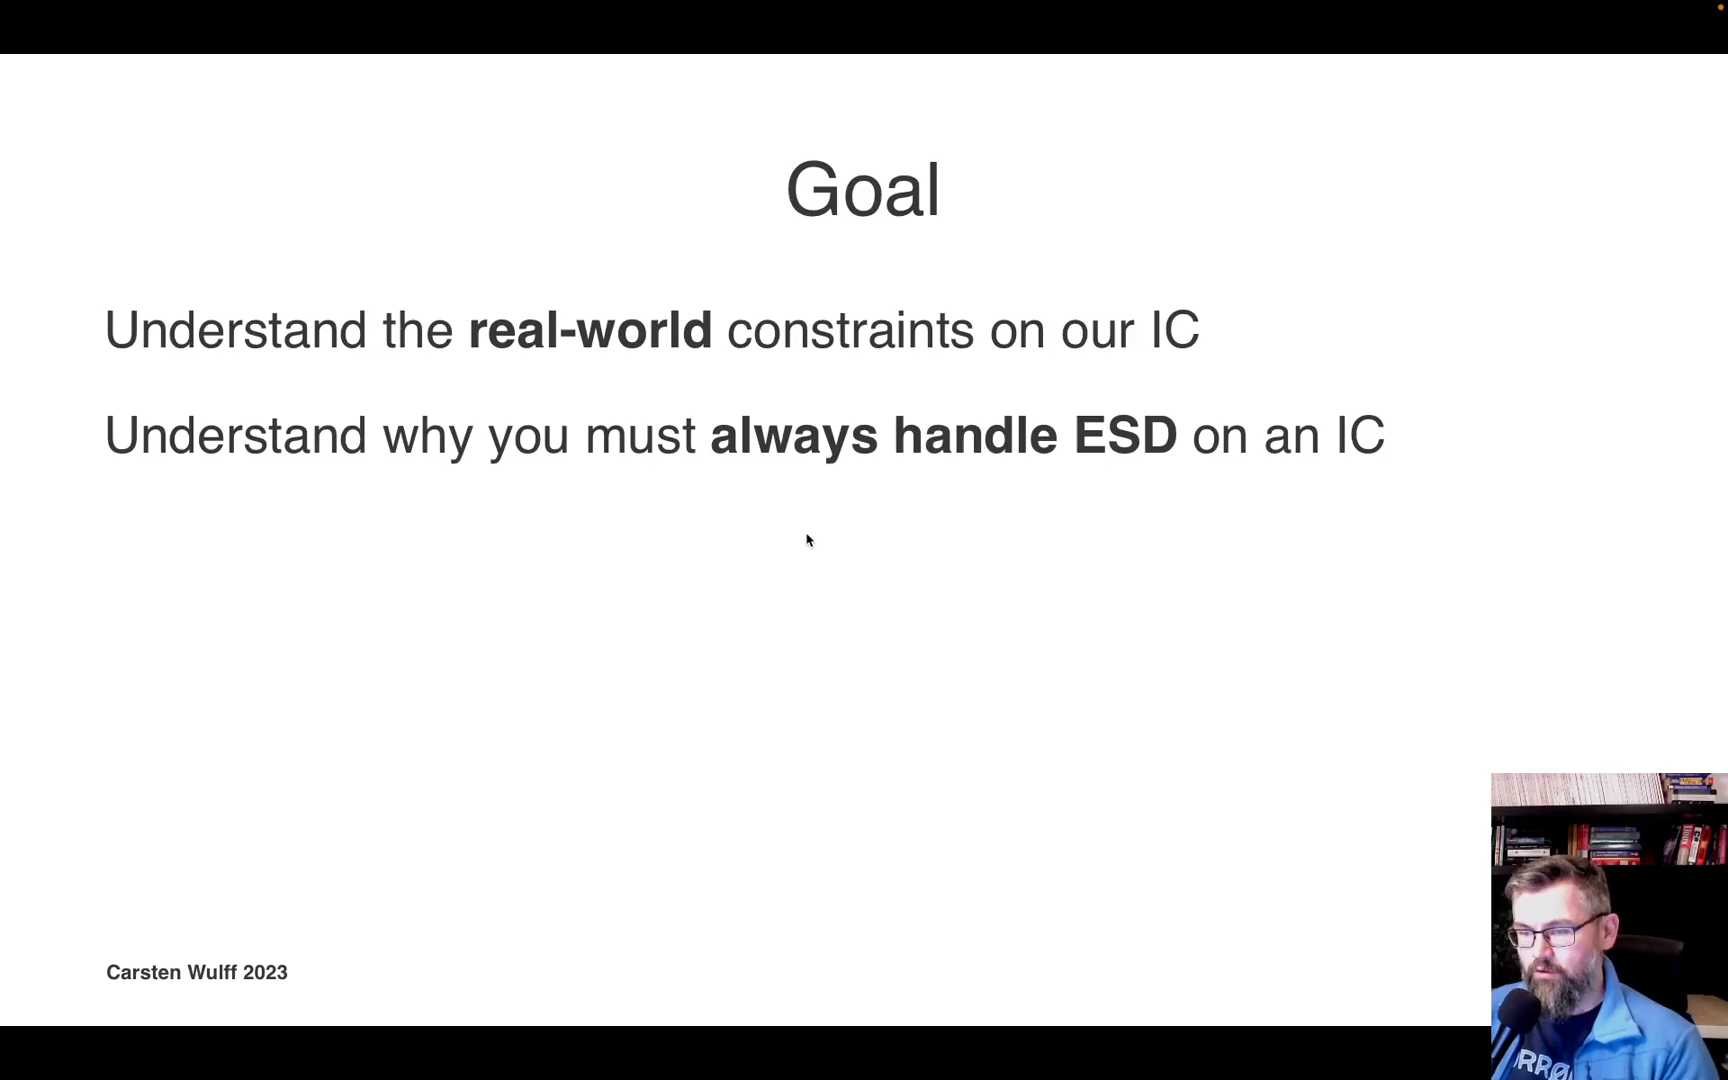 Goal
Understand the real-world constraints on our IC
Understand why you must always handle ESD on an IC
Carsten Wulff 2023